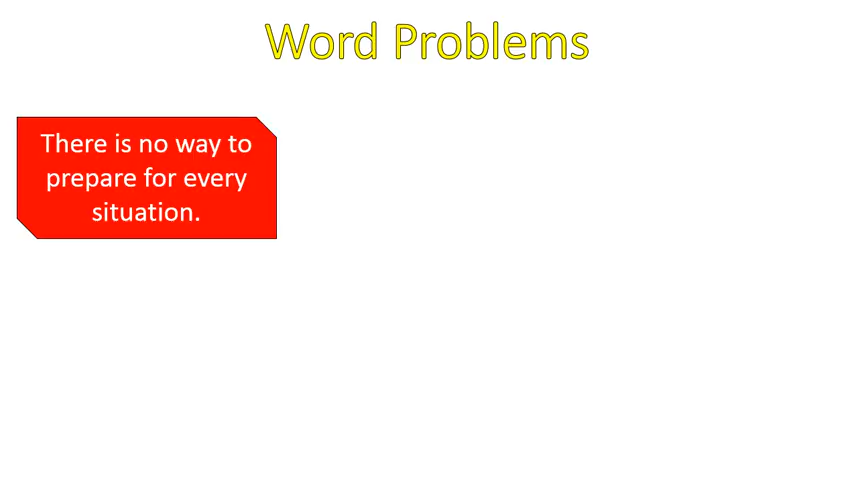 Word Problems
There is no way to
prepare for every
situation.